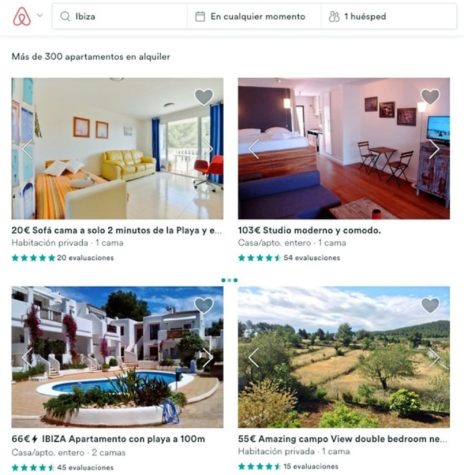 Ibiza
En cualquier momento
1 huésped
Más de 300 apartamentos en alquiler
20€ Sofá cama a solo 2 minutos de la Playa y e...
Habitación privada · 1 cama
20 evaluaciones
103€ Studio moderno y comodo.
Casa/apto. entero · 1 cama
54 evaluaciones
66€ IBIZA Apartamento con playa a 100m
Casa/apto. entero · 2 camas
45 evaluaciones
55€ Amazing campo View double bedroom ne...
Habitación privada · 1 cama
15 evaluaciones